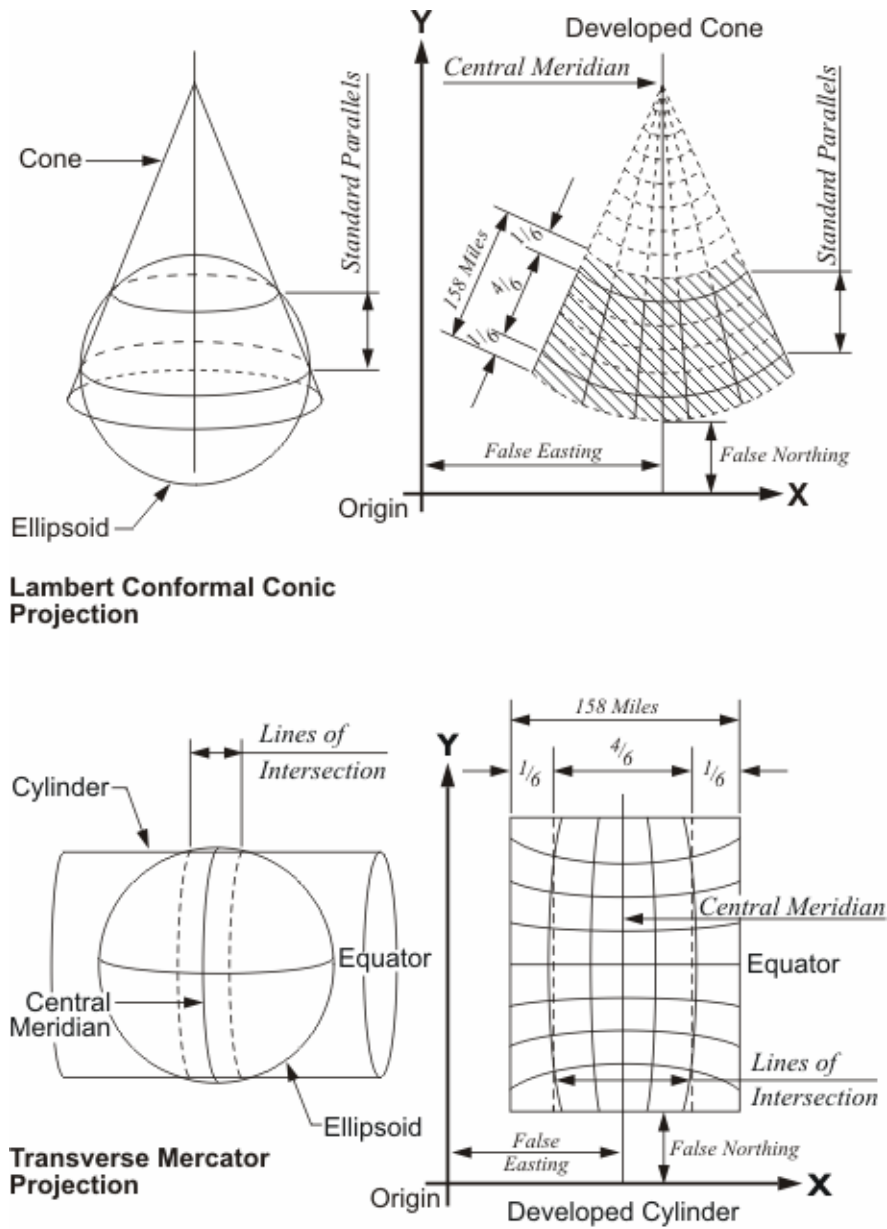 Y
Developed Cone
Central Meridian
Cone
Standard Parallels
Standard Parallels
158 Miles
1/6
4/6
1/6
False Easting
False Northing
Origin
X
Ellipsoid
Lambert Conformal Conic
Projection
158 Miles
Lines of
Intersection
Y
1/6
4/6
1/6
Cylinder
Central Meridian
Equator
Equator
Central
Meridian
Lines of
Intersection
Ellipsoid
False
Easting
False Northing
Transverse Mercator
Projection
Origin
X
Developed Cylinder